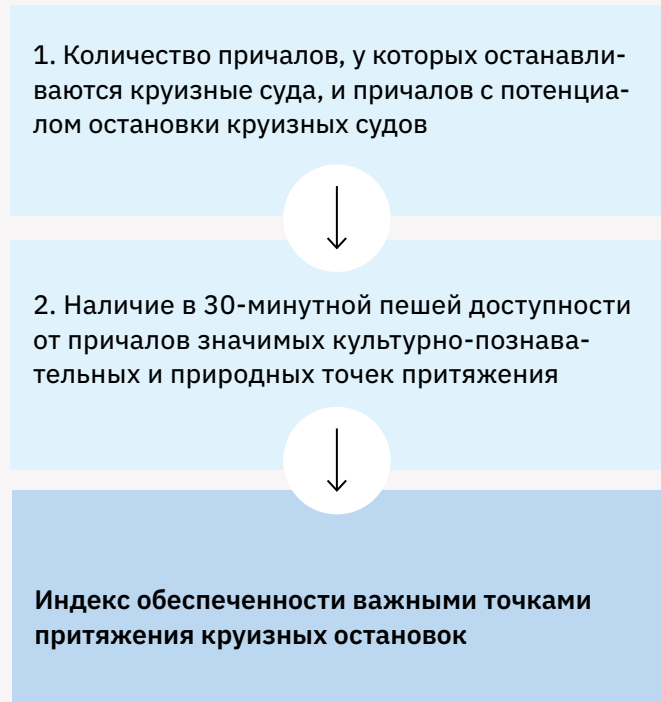 1. Количество причалов, у которых останавли-
ваются круизные суда, и причалов с потенциа-
лом остановки круизных судов
2. Наличие в 30-минутной пешей доступности
от причалов значимых культурно-познава-
тельных и природных точек притяжения
Индекс обеспеченности важными точками
притяжения круизных остановок